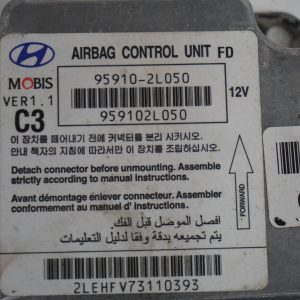 AIRBAG CONTROL UNIT FD
MOBIS
95910-2L050
VER1.1
959102L050
12V
C3
이 장치를 떼어내기 전에 커넥터를 분리 시키시오.
안내 책자의 지침에 따라서만 이 장치를 조립하십시오.
Detach connector before unmounting. Assemble
strictly according to manual instructions.
Avant démontage enlever connecteur. Assembler
conformement au manuel d' instructions.
افصل الموصل قبل الفك
يتم تجميعه بدقة وفقا لدليل التعليمات
FORWARD
2LEHFV73110393